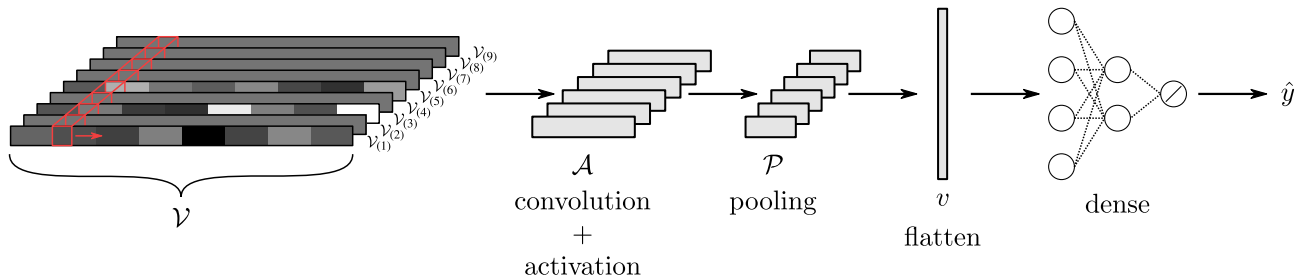 𝒱₍₉₎
𝒱₍₈₎
𝒱₍₇₎
𝒱₍₆₎
𝒱₍₅₎
𝒱₍₄₎
𝒱₍₃₎
𝒱₍₂₎
𝒱₍₁₎
𝒱
𝒜
convolution
+
activation
𝒫
pooling
v
flatten
dense
ŷ